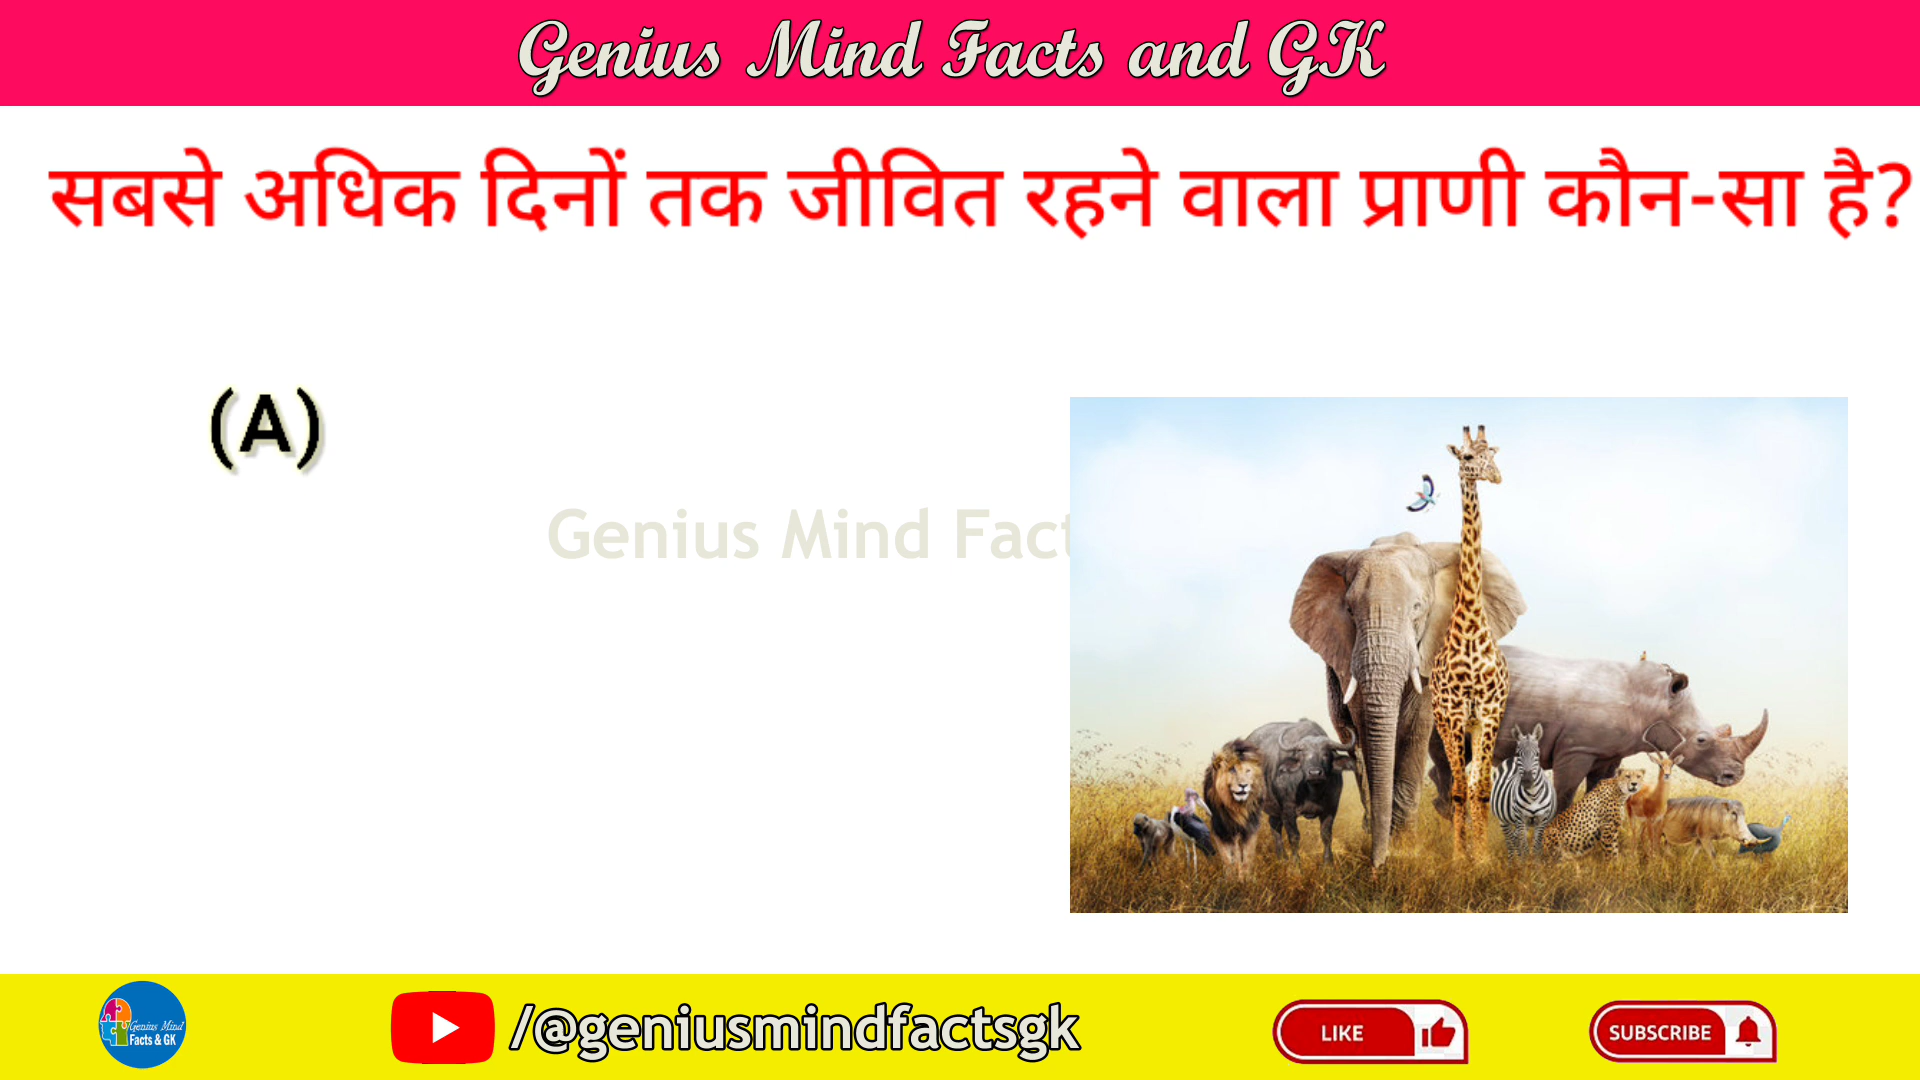 Genius Mind Facts and GK
सबसे अधिक दिनों तक जीवित रहने वाला प्राणी कौन-सा है?
(A)
Genius Mind Fact
Genius Mind
Facts & GK
/@geniusmindfactsgk
LIKE
SUBSCRIBE